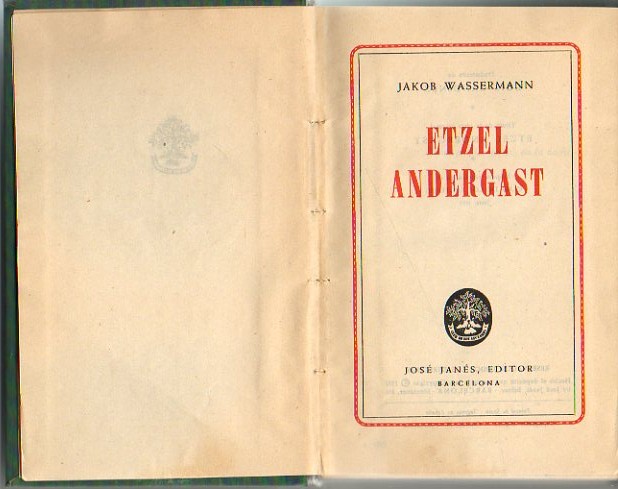 JAKOB WASSERMANN
ETZEL
ANDERGAST
JOSÉ JANÉS, EDITOR
BARCELONA